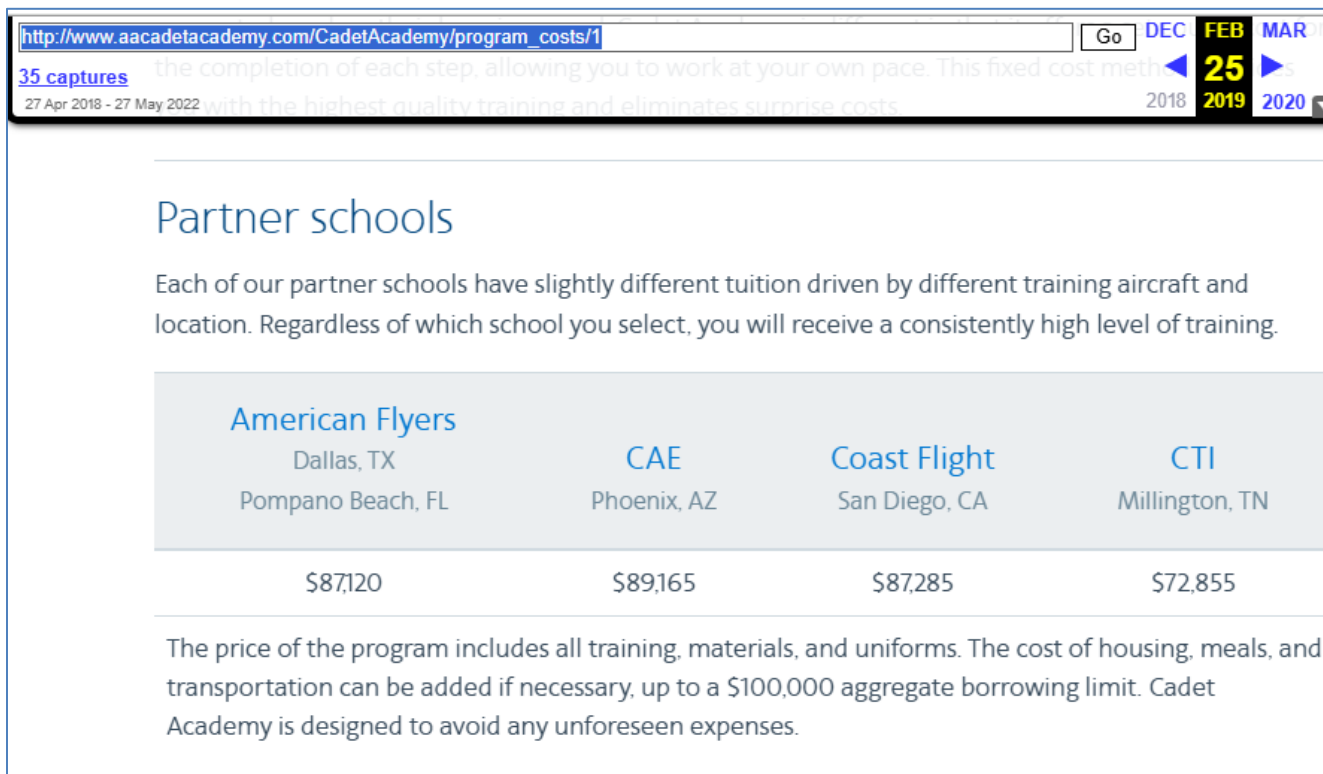 http://www.aacadetacademy.com/CadetAcademy/program_costs/1
Go
DEC FEB MAR
35 captures
25
27 Apr 2018 - 27 May 2022
2018 2019 2020
the completion of each step, allowing you to work at your own pace. This fixed cost
you with the highest quality training and eliminates surprise costs.
Partner schools
Each of our partner schools have slightly different tuition driven by different training aircraft and
location. Regardless of which school you select, you will receive a consistently high level of training.
American Flyers
Dallas, TX
Pompano Beach, FL
CAE
Phoenix, AZ
Coast Flight
San Diego, CA
CTI
Millington, TN
$87,120 $89,165 $87,285 $72,855
The price of the program includes all training, materials, and uniforms. The cost of housing, meals, and
transportation can be added if necessary, up to a $100,000 aggregate borrowing limit. Cadet
Academy is designed to avoid any unforeseen expenses.